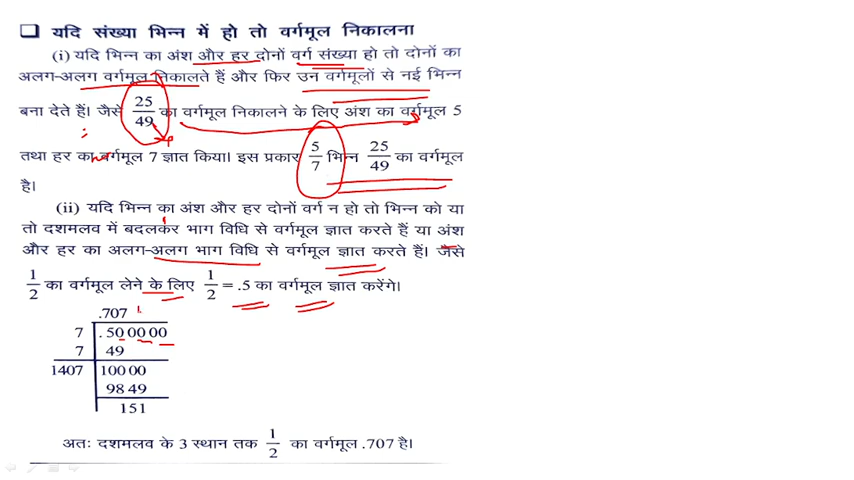 ❑ यदि संख्या भिन्न में हो तो वर्गमूल निकालना
(i) यदि भिन्न का अंश और हर दोनों वर्ग संख्या हो तो दोनों का
अलग-अलग वर्गमूल निकालते हैं और फिर उन वर्गमूलों से नई भिन्न
बना देते हैं। जैसे 25/49 का वर्गमूल निकालने के लिए अंश का वर्गमूल 5
तथा हर का वर्गमूल 7 ज्ञात किया। इस प्रकार 5/7 भिन्न 25/49 का वर्गमूल
है।
(ii) यदि भिन्न का अंश और हर दोनों वर्ग न हो तो भिन्न को या
तो दशमलव में बदलकर भाग विधि से वर्गमूल ज्ञात करते हैं या अंश
और हर का अलग-अलग भाग विधि से वर्गमूल ज्ञात करते हैं। जैसे
1/2 का वर्गमूल लेने के लिए 1/2 = .5 का वर्गमूल ज्ञात करेंगे।
.707
7 .50 00 00
7 49
1407 100 00
98 49
151
अतः दशमलव के 3 स्थान तक 1/2 का वर्गमूल .707 है।